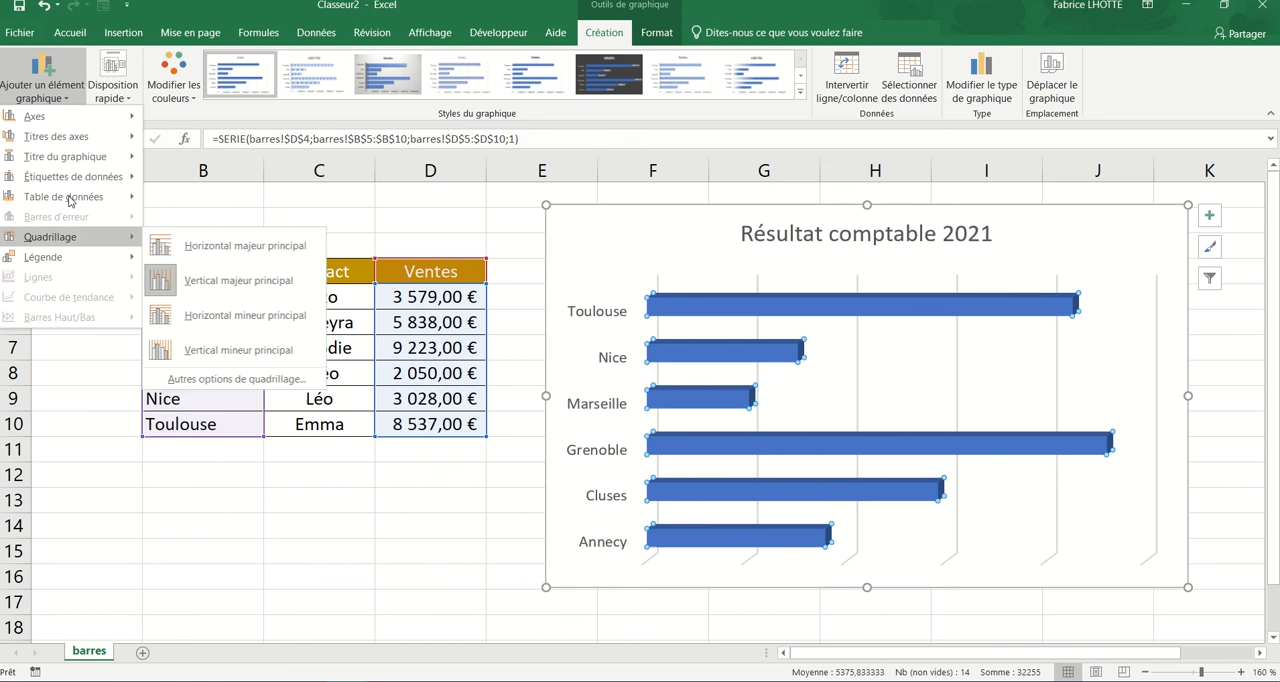 Classeur2 - Excel
Outils de graphique
Fabrice LHOTTE
Fichier Accueil Insertion Mise en page Formules Données Révision Affichage Développeur Aide Création Format Dites-nous ce que vous voulez faire Partager
Ajouter un élément graphique
Disposition rapide
Modifier les couleurs
Intervertir ligne/colonne
Sélectionner des données
Modifier le type de graphique
Déplacer le graphique
Styles du graphique
Données
Type
Emplacement
fx =SERIE(barres!$D$4;barres!$B$5:$B$10;barres!$D$5:$D$10;1)
Axes
Titres des axes
Titre du graphique
Étiquettes de données
Table de données
Barres d'erreur
Quadrillage
Légende
Lignes
Courbe de tendance
Barres Haut/Bas
Horizontal majeur principal
Vertical majeur principal
Horizontal mineur principal
Vertical mineur principal
Autres options de quadrillage...
B C D E F G H I J K
act Ventes
o 3 579,00 €
eyra 5 838,00 €
7 die 9 223,00 €
8 éo 2 050,00 €
9 Nice Léo 3 028,00 €
10 Toulouse Emma 8 537,00 €
11
12
13
14
15
16
17
18
Résultat comptable 2021
Toulouse
Nice
Marseille
Grenoble
Cluses
Annecy
barres
Prêt
Moyenne : 5375,833333 Nb (non vides) : 14 Somme : 32255
160 %